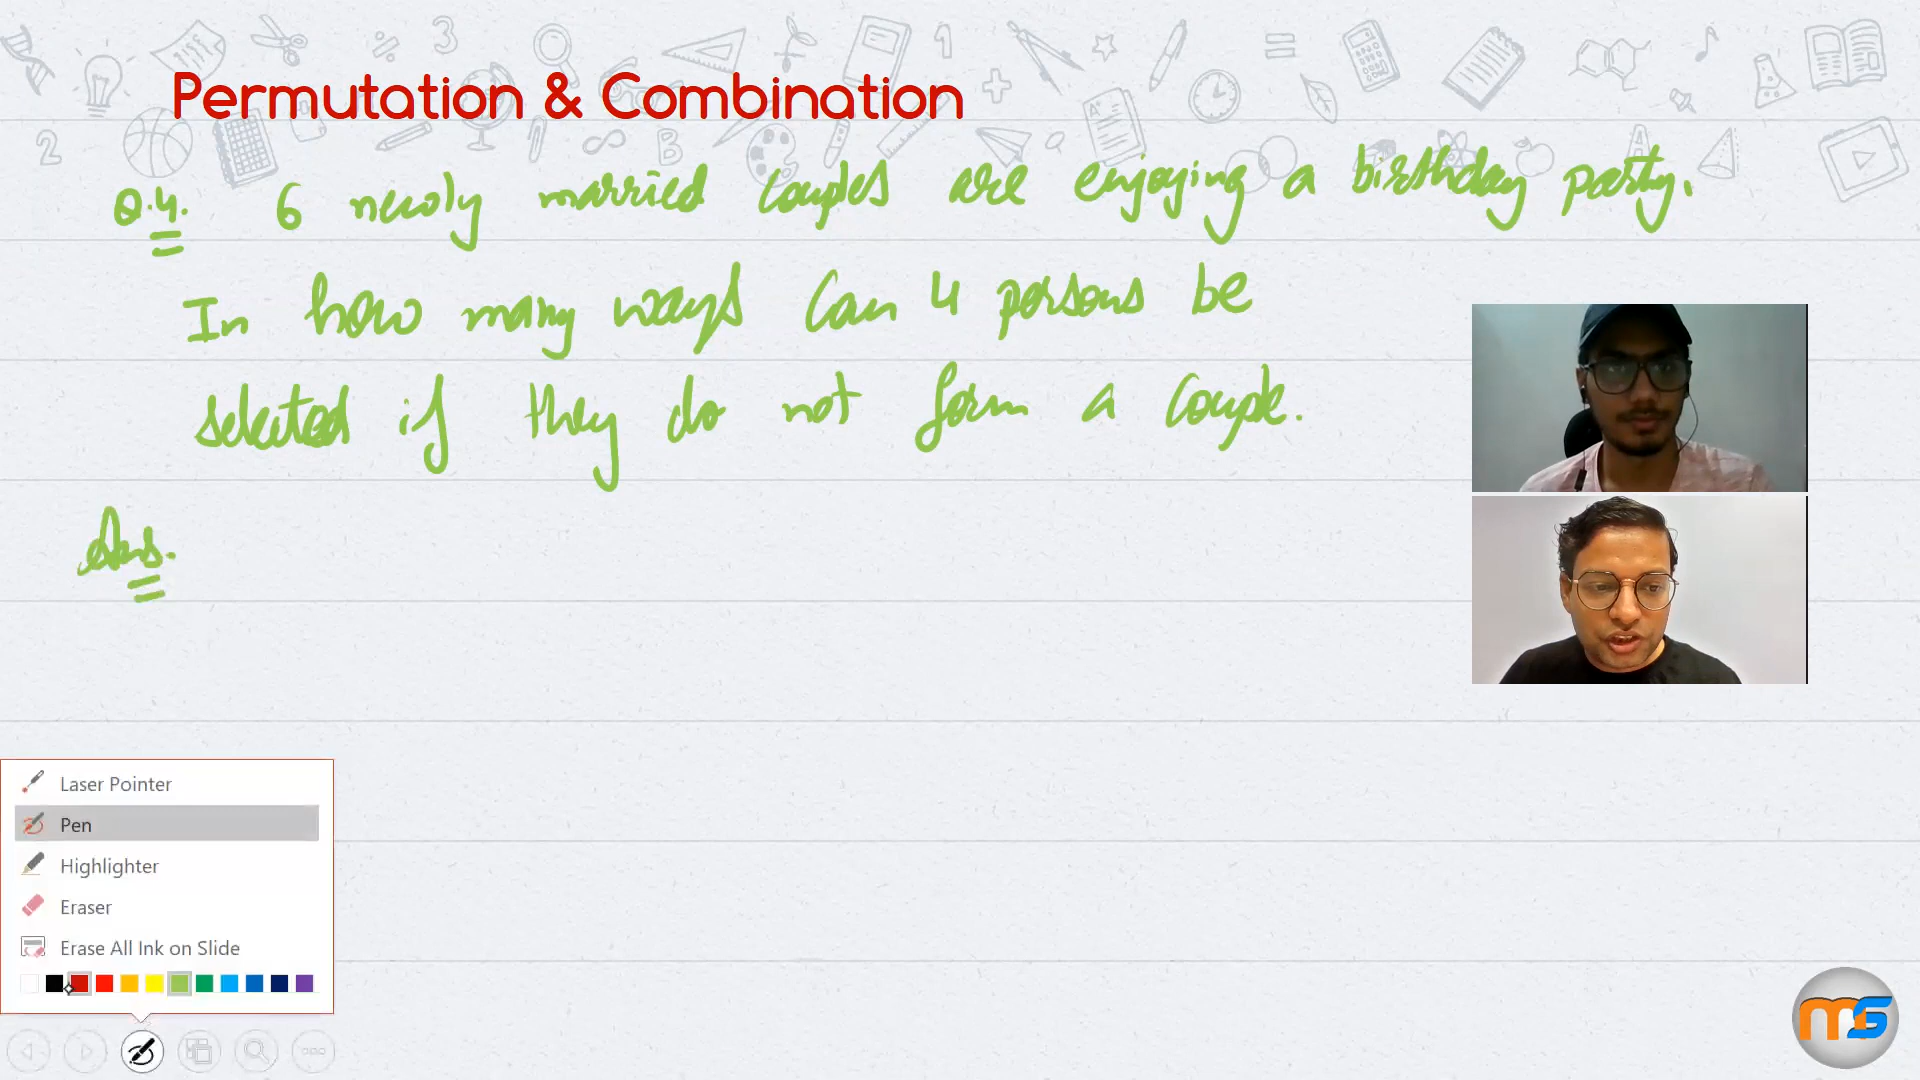 Permutation & Combination
Q.4. 6 newly married couples are enjoying a birthday party.
In how many ways can 4 persons be
selected if they do not form a couple.
Ans.
Laser Pointer
Pen
Highlighter
Eraser
Erase All Ink on Slide
MG